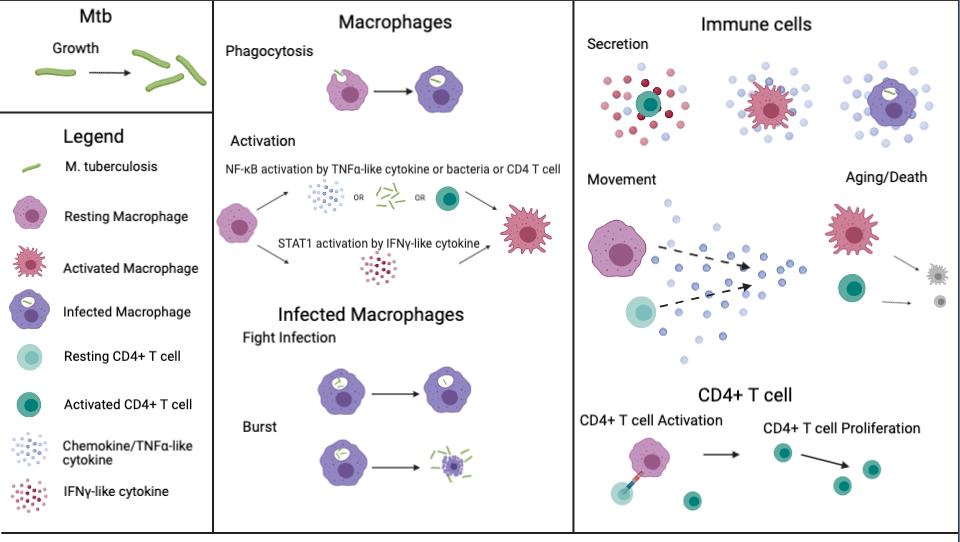 Mtb
Growth
Legend
M. tuberculosis
Resting Macrophage
Activated Macrophage
Infected Macrophage
Resting CD4+ T cell
Activated CD4+ T cell
Chemokine/TNFα-like
cytokine
IFNγ-like cytokine
Macrophages
Phagocytosis
Activation
NF-κB activation by TNFα-like cytokine or bacteria or CD4 T cell
OR
OR
STAT1 activation by IFNγ-like cytokine
Infected Macrophages
Fight Infection
Burst
Immune cells
Secretion
Movement
Aging/Death
CD4+ T cell
CD4+ T cell Activation
CD4+ T cell Proliferation